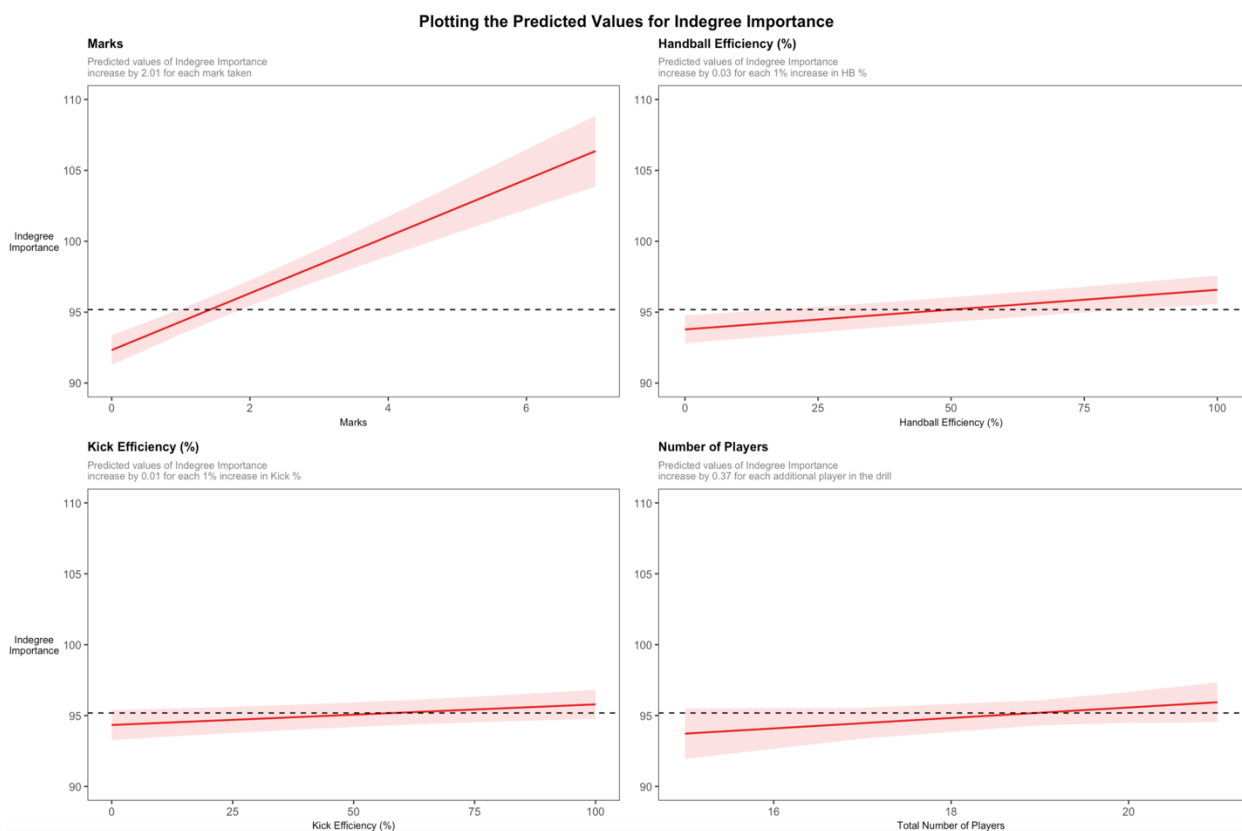 Plotting the Predicted Values for Indegree Importance
Marks
Predicted values of Indegree Importance
increase by 2.01 for each mark taken
110
105
100
95
90
Indegree
Importance
0
2
4
6
Marks
Handball Efficiency (%)
Predicted values of Indegree Importance
increase by 0.03 for each 1% increase in HB %
110
105
100
95
90
0
25
50
75
100
Handball Efficiency (%)
Kick Efficiency (%)
Predicted values of Indegree Importance
increase by 0.01 for each 1% increase in Kick %
110
105
100
95
90
Indegree
Importance
0
25
50
75
100
Kick Efficiency (%)
Number of Players
Predicted values of Indegree Importance
increase by 0.37 for each additional player in the drill
110
105
100
95
90
16
18
20
Total Number of Players